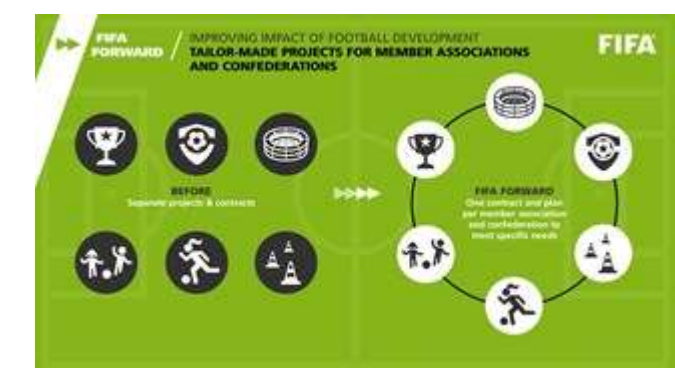 FIFA
FORWARD
IMPROVING IMPACT OF FOOTBALL DEVELOPMENT
TAILOR-MADE PROJECTS FOR MEMBER ASSOCIATIONS
AND CONFEDERATIONS
FIFA
BEFORE
Separate projects & contracts
FIFA FORWARD
One contract and plan
per member association
and confederation to
meet specific needs